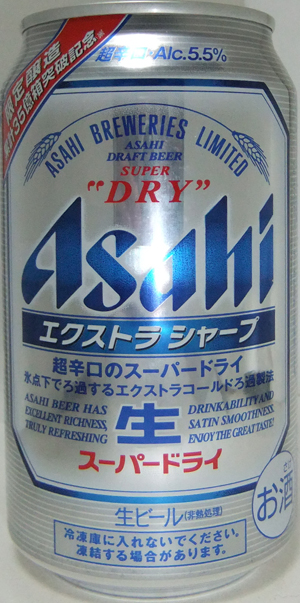 限定醸造
35億箱突破記念※
超辛口・Alc.5.5%
ASAHI BREWERIES LIMITED
ASAHI
DRAFT BEER
SUPER
"DRY"
Asahi
エクストラ シャープ
超辛口のスーパードライ
氷点下でろ過するエクストラコールドろ過製法
ASAHI BEER HAS
EXCELLENT RICHNESS,
TRULY REFRESHING
生
DRINKABILITY AND
SATIN SMOOTHNESS.
ENJOY THE GREAT TASTE!
スーパードライ
生ビール(非熱処理)
さけ
お酒
冷凍庫に入れないでください。
凍結する場合があります。